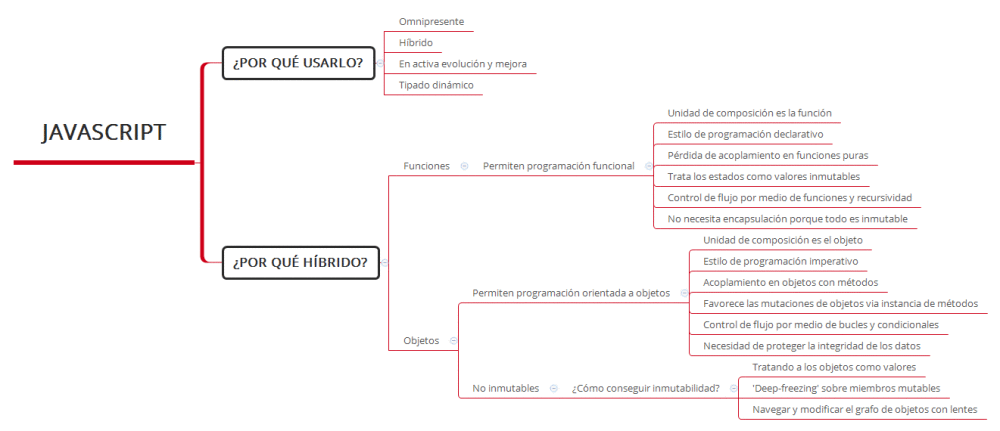 JAVASCRIPT
¿POR QUÉ USARLO?
Omnipresente
Híbrido
En activa evolución y mejora
Tipado dinámico
¿POR QUÉ HÍBRIDO?
Funciones
Permiten programación funcional
Unidad de composición es la función
Estilo de programación declarativo
Pérdida de acoplamiento en funciones puras
Trata los estados como valores inmutables
Control de flujo por medio de funciones y recursividad
No necesita encapsulación porque todo es inmutable
Objetos
Permiten programación orientada a objetos
Unidad de composición es el objeto
Estilo de programación imperativo
Acoplamiento en objetos con métodos
Favorece las mutaciones de objetos via instancia de métodos
Control de flujo por medio de bucles y condicionales
Necesidad de proteger la integridad de los datos
No inmutables
¿Cómo conseguir inmutabilidad?
Tratando a los objetos como valores
'Deep-freezing' sobre miembros mutables
Navegar y modificar el grafo de objetos con lentes